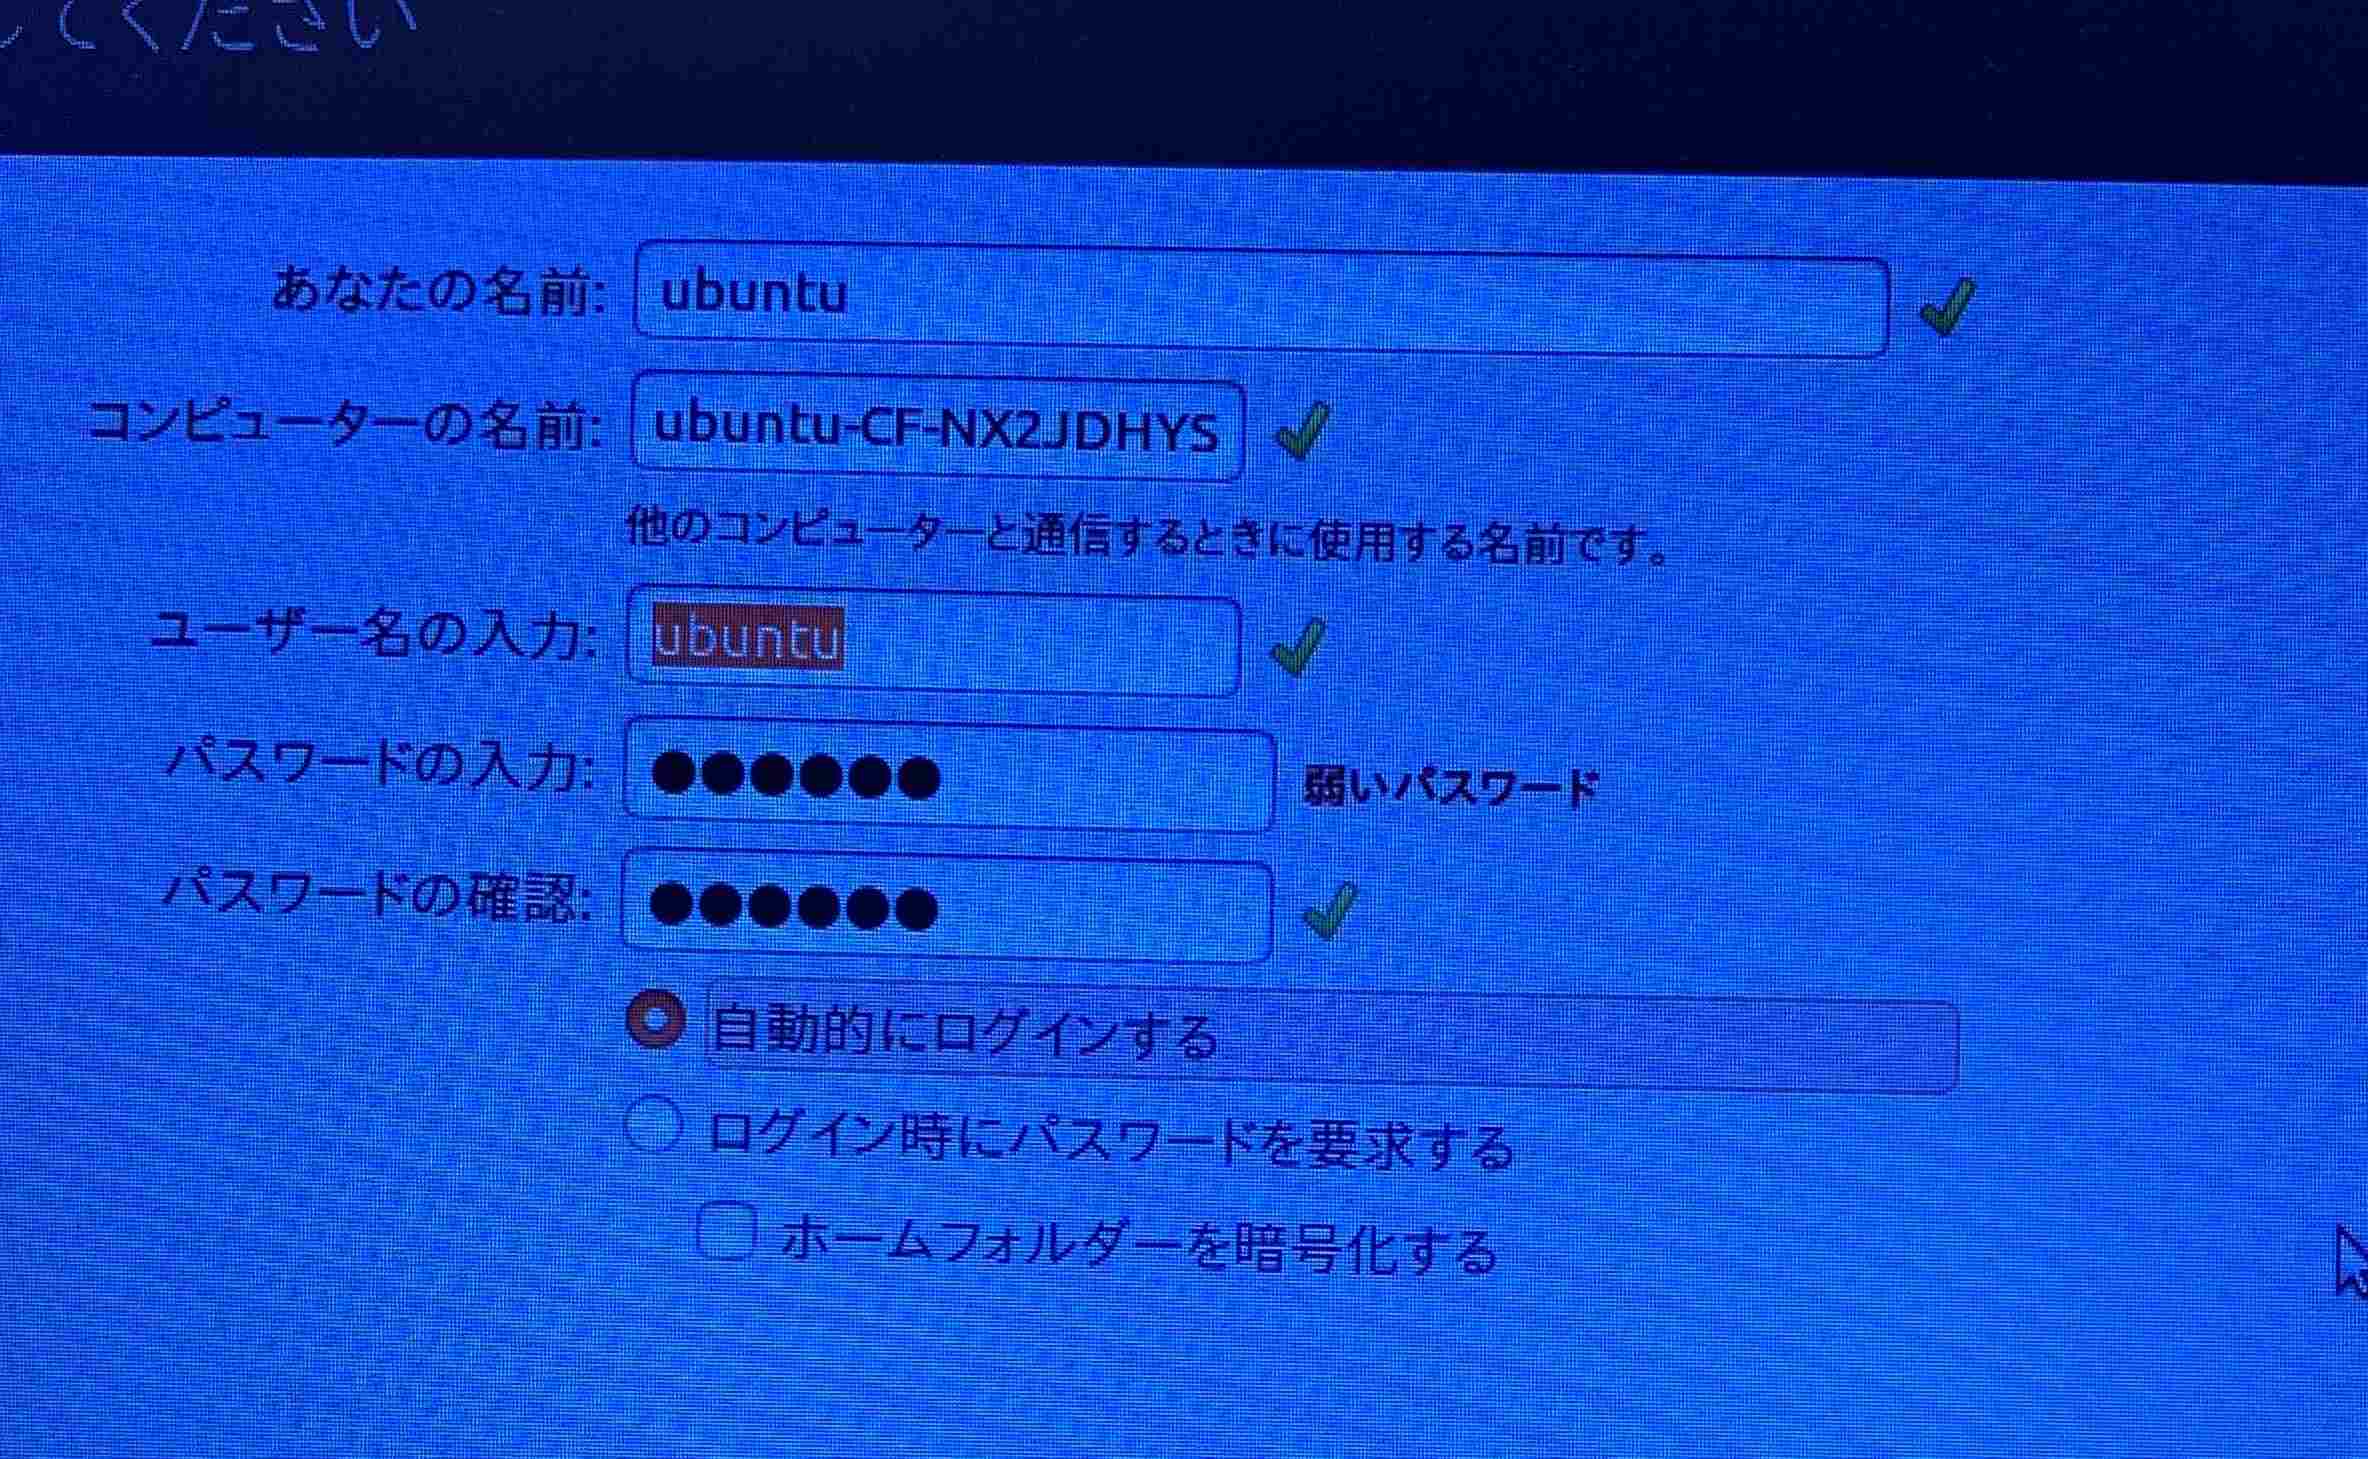 してください
あなたの名前: ubuntu
コンピューターの名前: ubuntu-CF-NX2JDHYS
他のコンピューターと通信するときに使用する名前です。
ユーザー名の入力: ubuntu
パスワードの入力: ●●●●●● 弱いパスワード
パスワードの確認: ●●●●●●
自動的にログインする
ログイン時にパスワードを要求する
ホームフォルダーを暗号化する